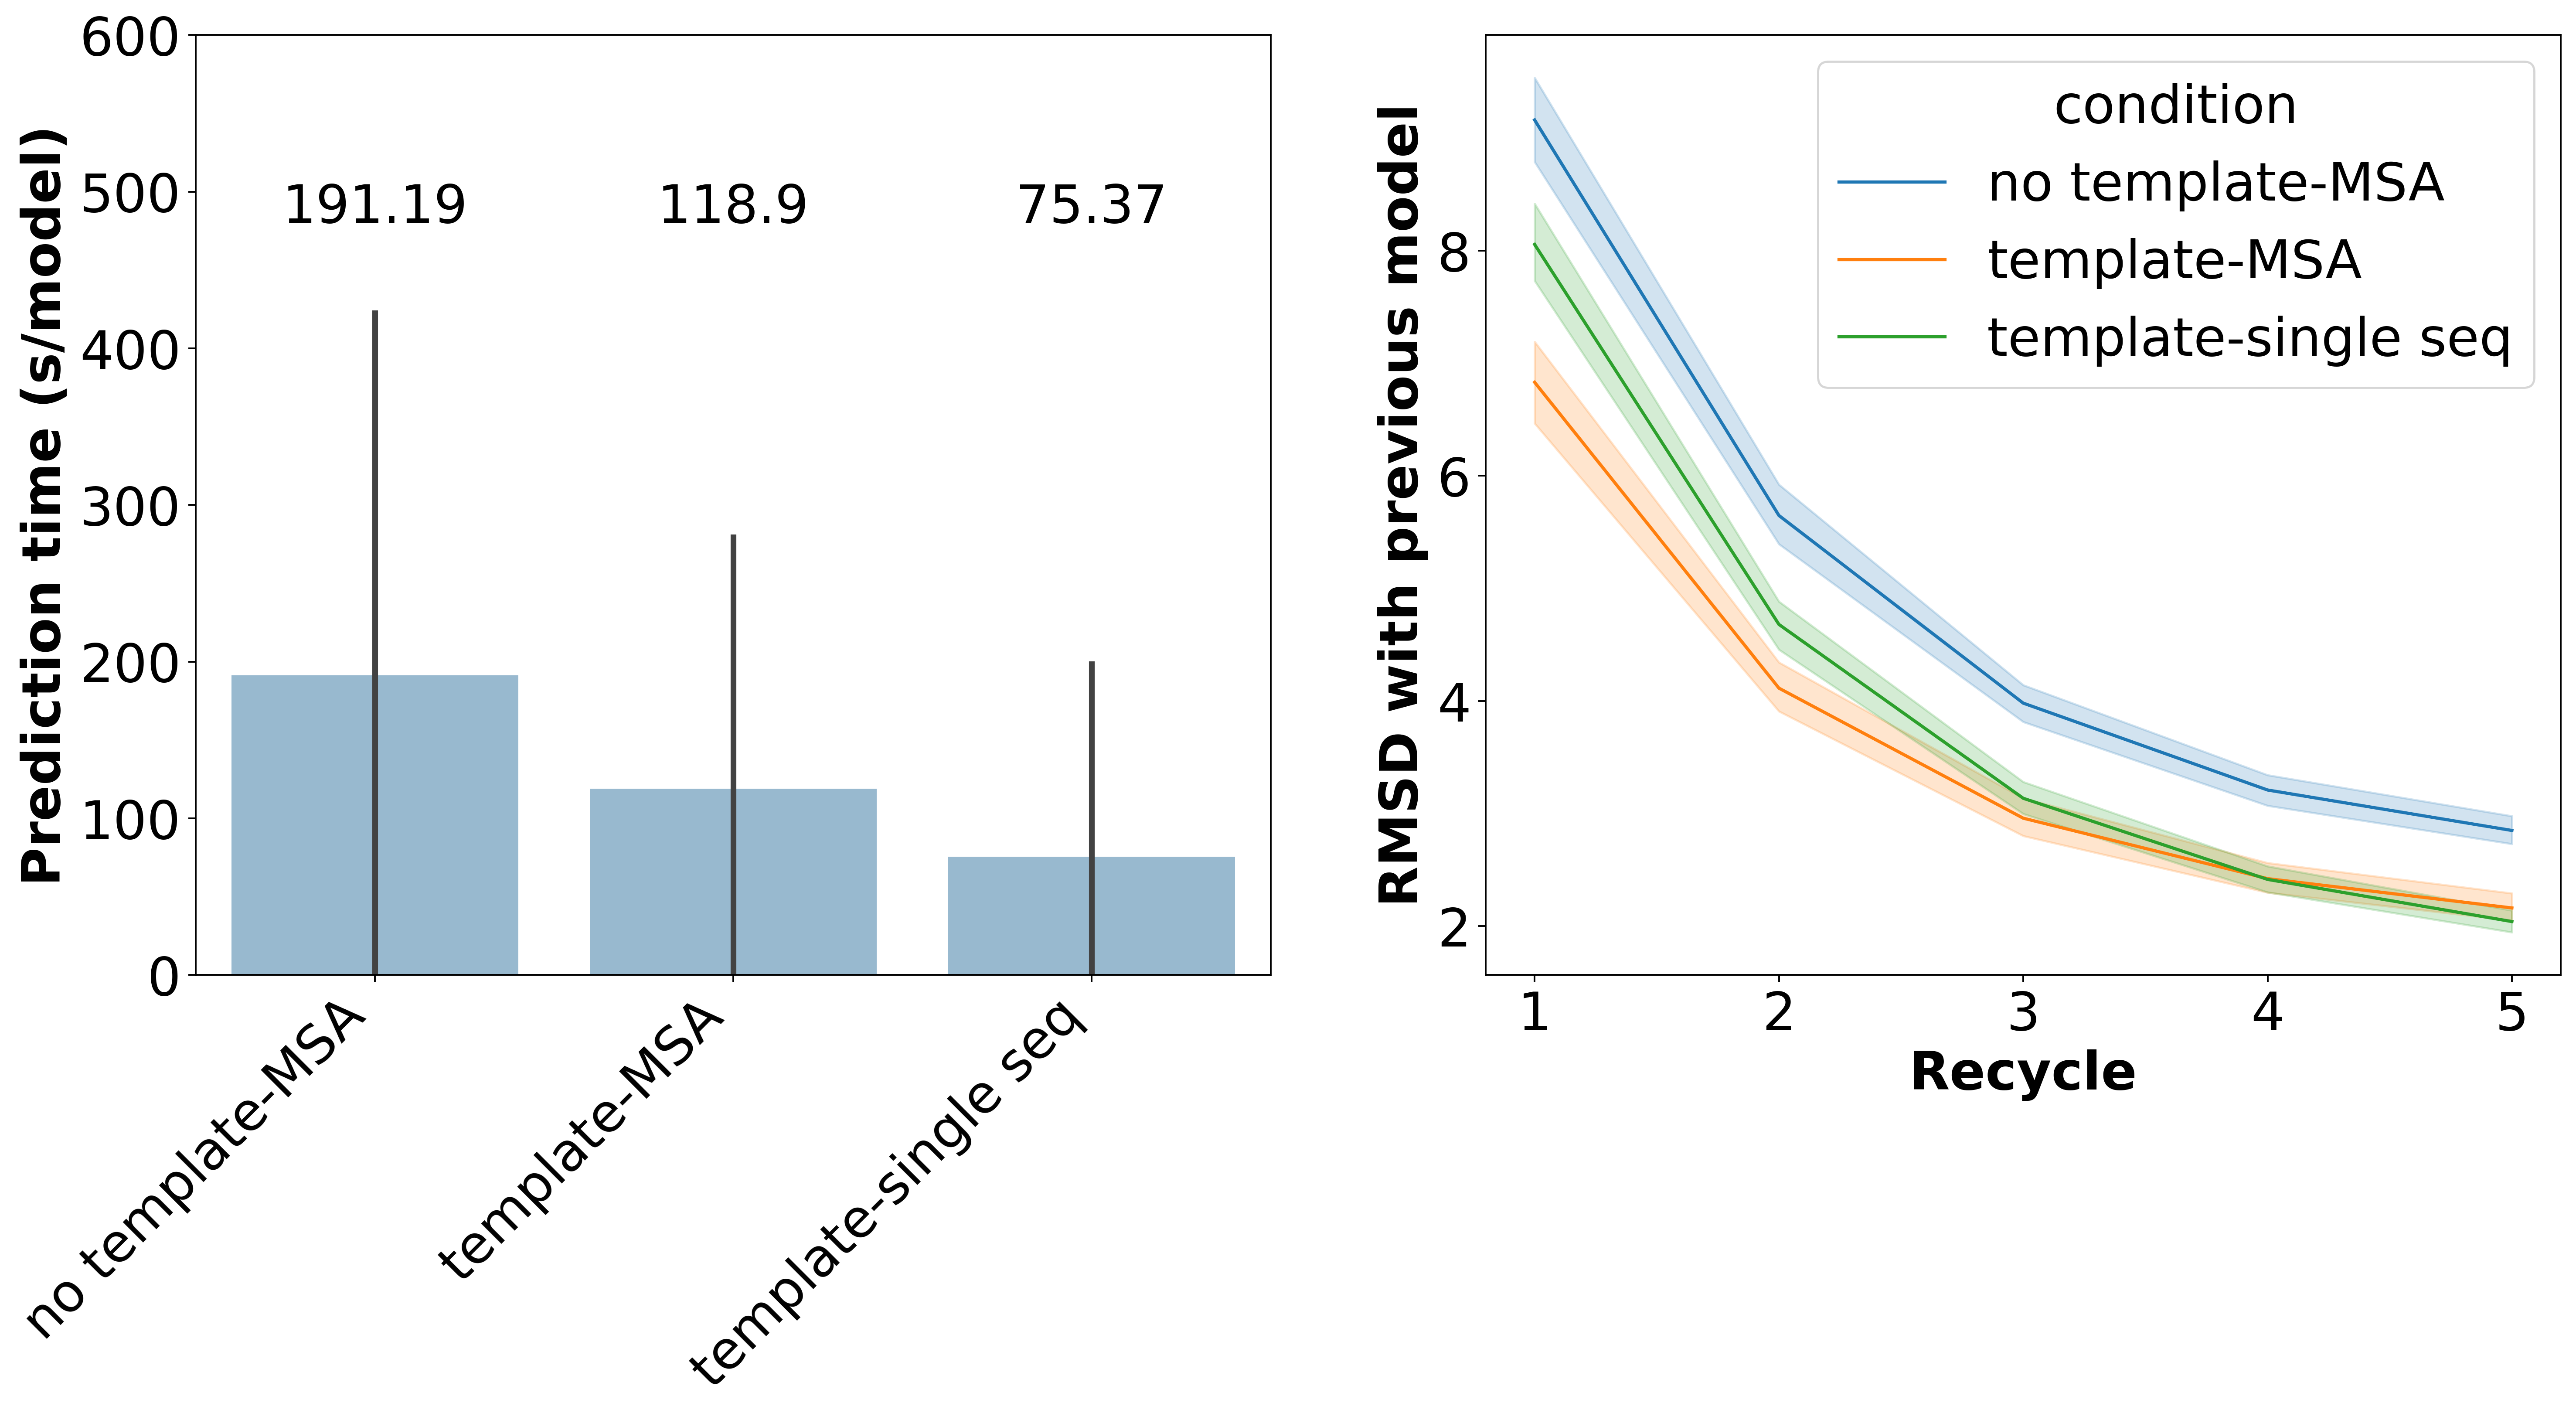 Prediction time (s/model)
600
500
400
300
200
100
0
191.19
118.9
75.37
no template-MSA
template-MSA
template-single seq
RMSD with previous model
8
6
4
2
condition
no template-MSA
template-MSA
template-single seq
1
2
3
4
5
Recycle